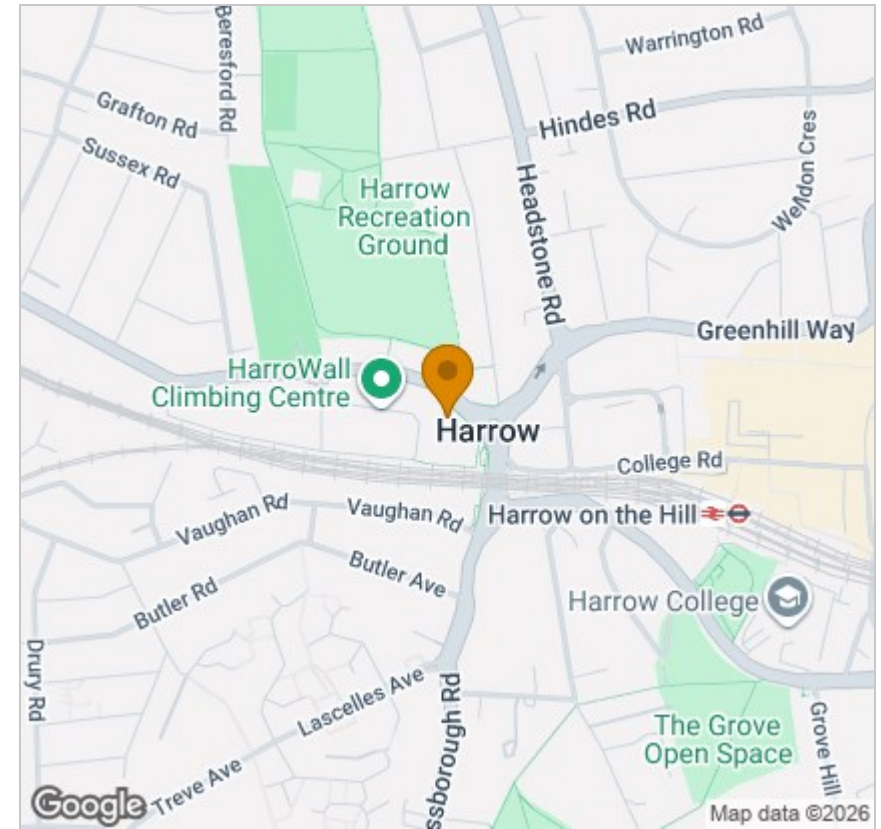 Beresford Rd
Warrington Rd
Grafton Rd
Hindes Rd
Sussex Rd
Headstone Rd
Harrow
Recreation
Ground
Greenhill Way
HarroWall
Climbing Centre
Harrow
College Rd
Vaughan Rd
Vaughan Rd
Harrow on the Hill
Butler Ave
Butler Rd
Harrow College
Drury Rd
Lascelles Ave
ssborough Rd
The Grove
Open Space
Grove Hill
Treve Ave
Google
Map data ©2026